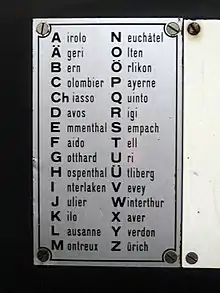 Airolo
Ägeri
Bern
Colombier
Chiasso
Davos
Emmenthal
Faido
Gotthard
Hospenthal
Interlaken
Julier
Kilo
Lausanne
Montreux
Neuchâtel
Olten
Örlikon
Payerne
Quinto
Rigi
Sempach
Tell
Uri
Ütliberg
Vevey
Winterthur
Xaver
Yverdon
Zürich